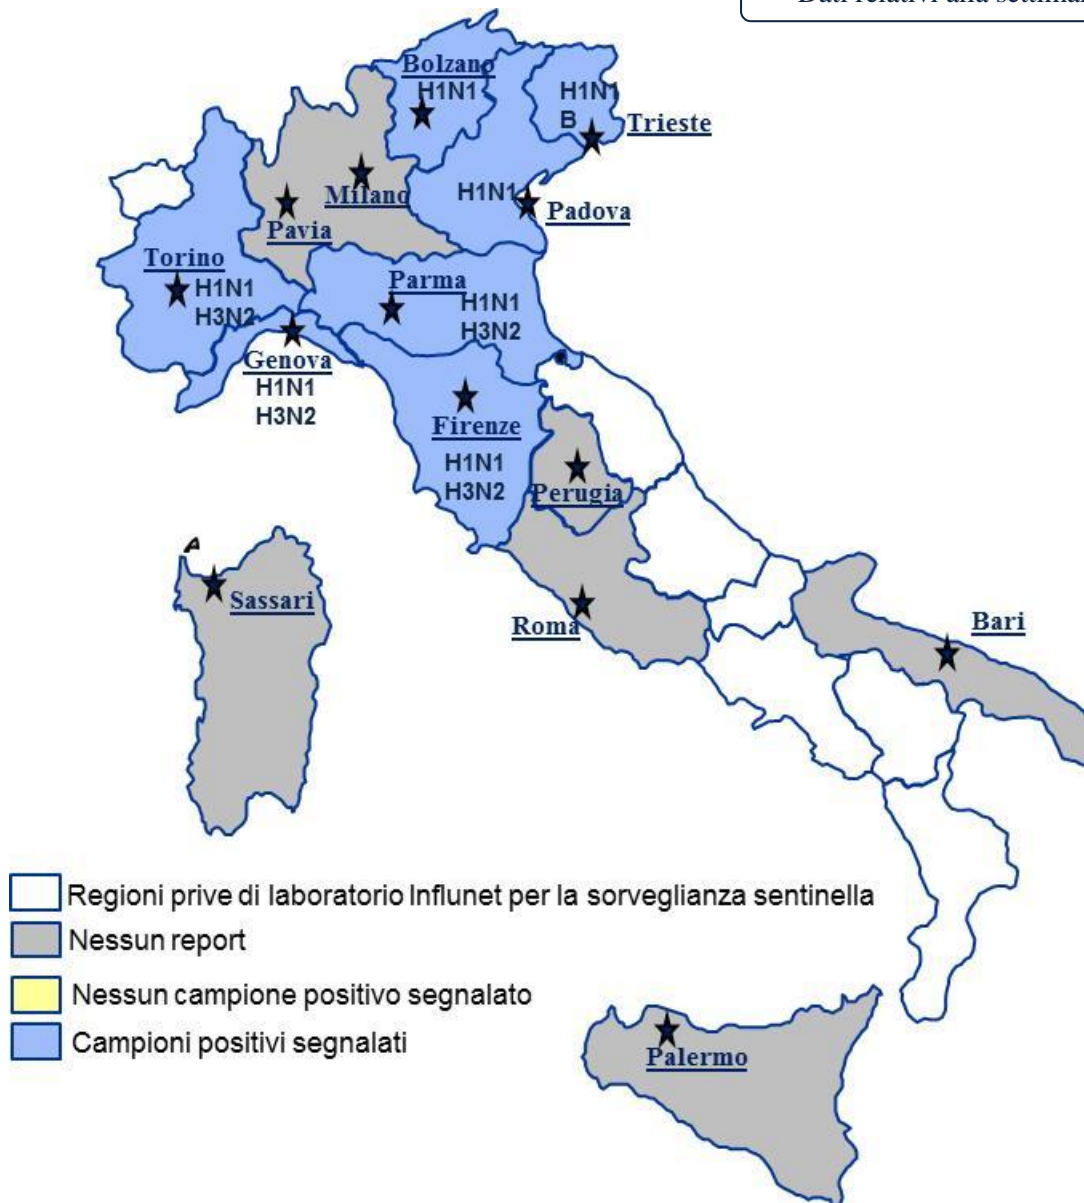 Dati relativi alla
Bolzano
H1N1
H1N1
B
Trieste
Milano
H1N1
Padova
Pavia
Torino
H1N1
H3N2
Parma
H1N1
H3N2
Genova
H1N1
H3N2
Firenze
H1N1
H3N2
Perugia
A
Sassari
Roma
Bari
Regioni prive di laboratorio Influnet per la sorveglianza sentinella
Nessun report
Nessun campione positivo segnalato
Campioni positivi segnalati
Palermo